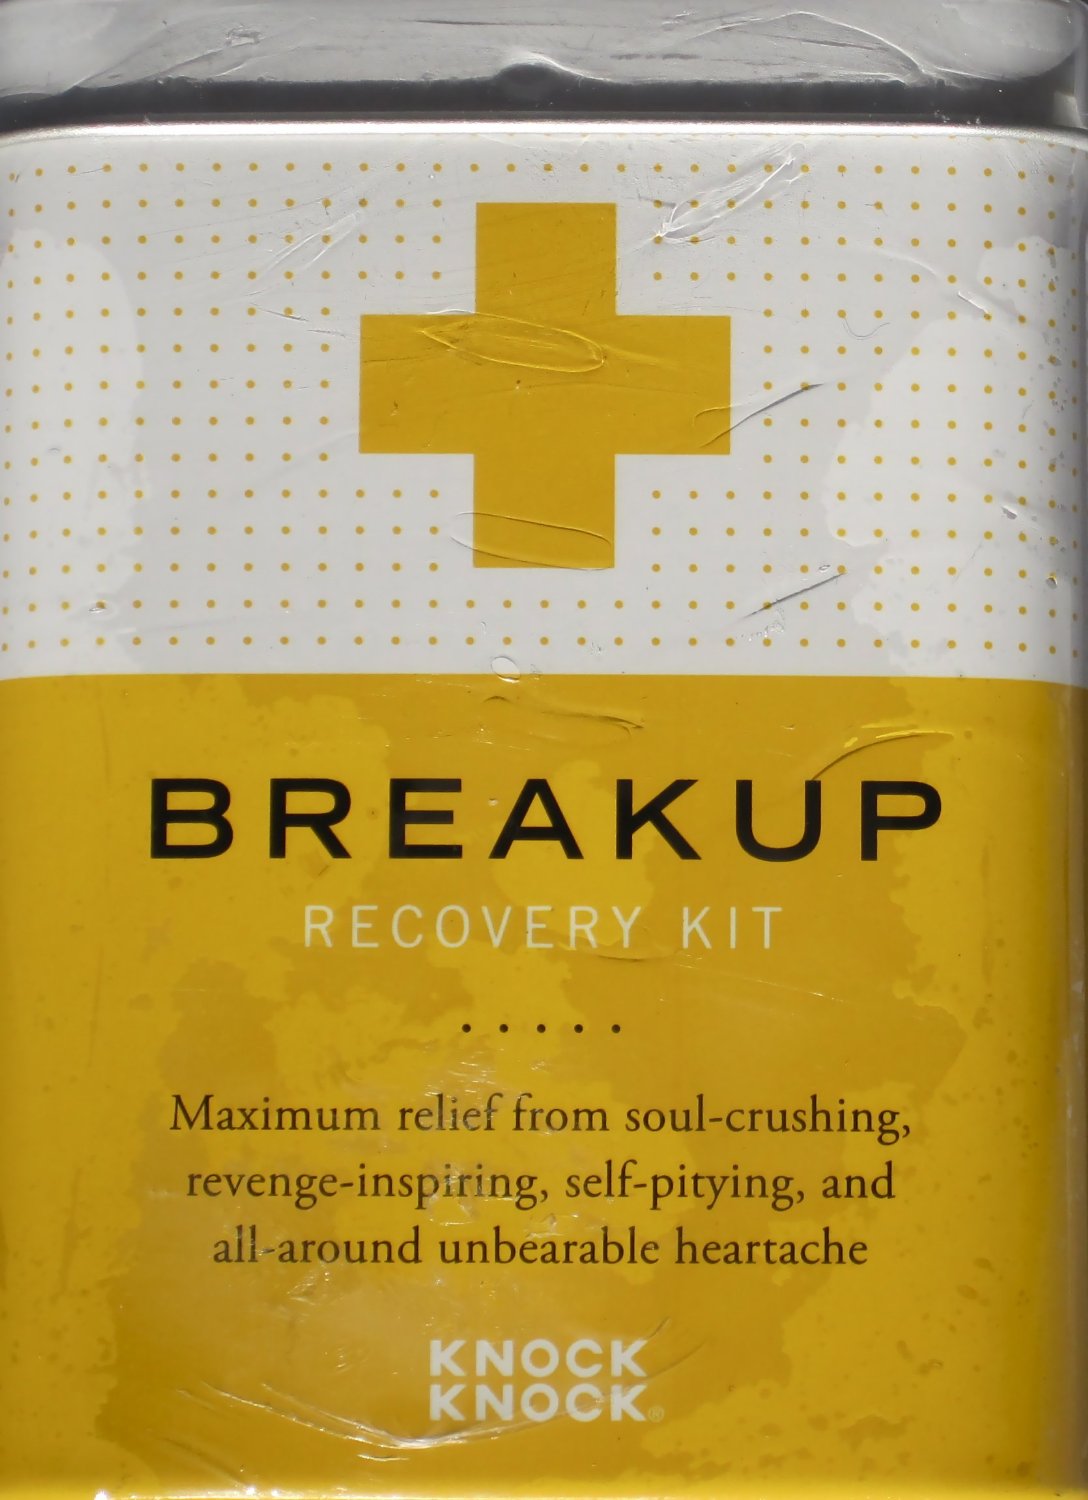 BREAKUP
RECOVERY KIT
Maximum relief from soul-crushing,
revenge-inspiring, self-pitying, and
all-around unbearable heartache
KNOCK
KNOCK®